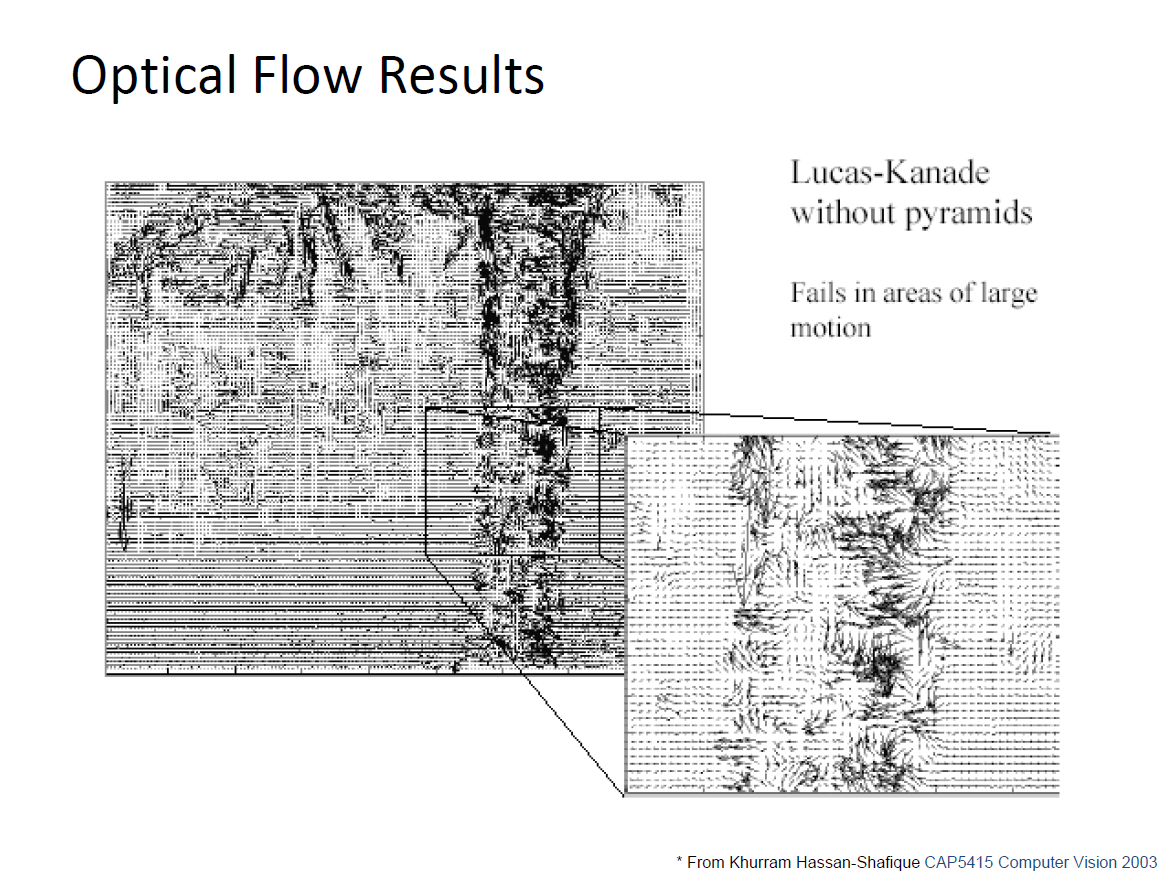 Optical Flow Results
Lucas-Kanade
without pyramids
Fails in areas of large
motion
* From Khurram Hassan-Shafique CAP5415 Computer Vision 2003